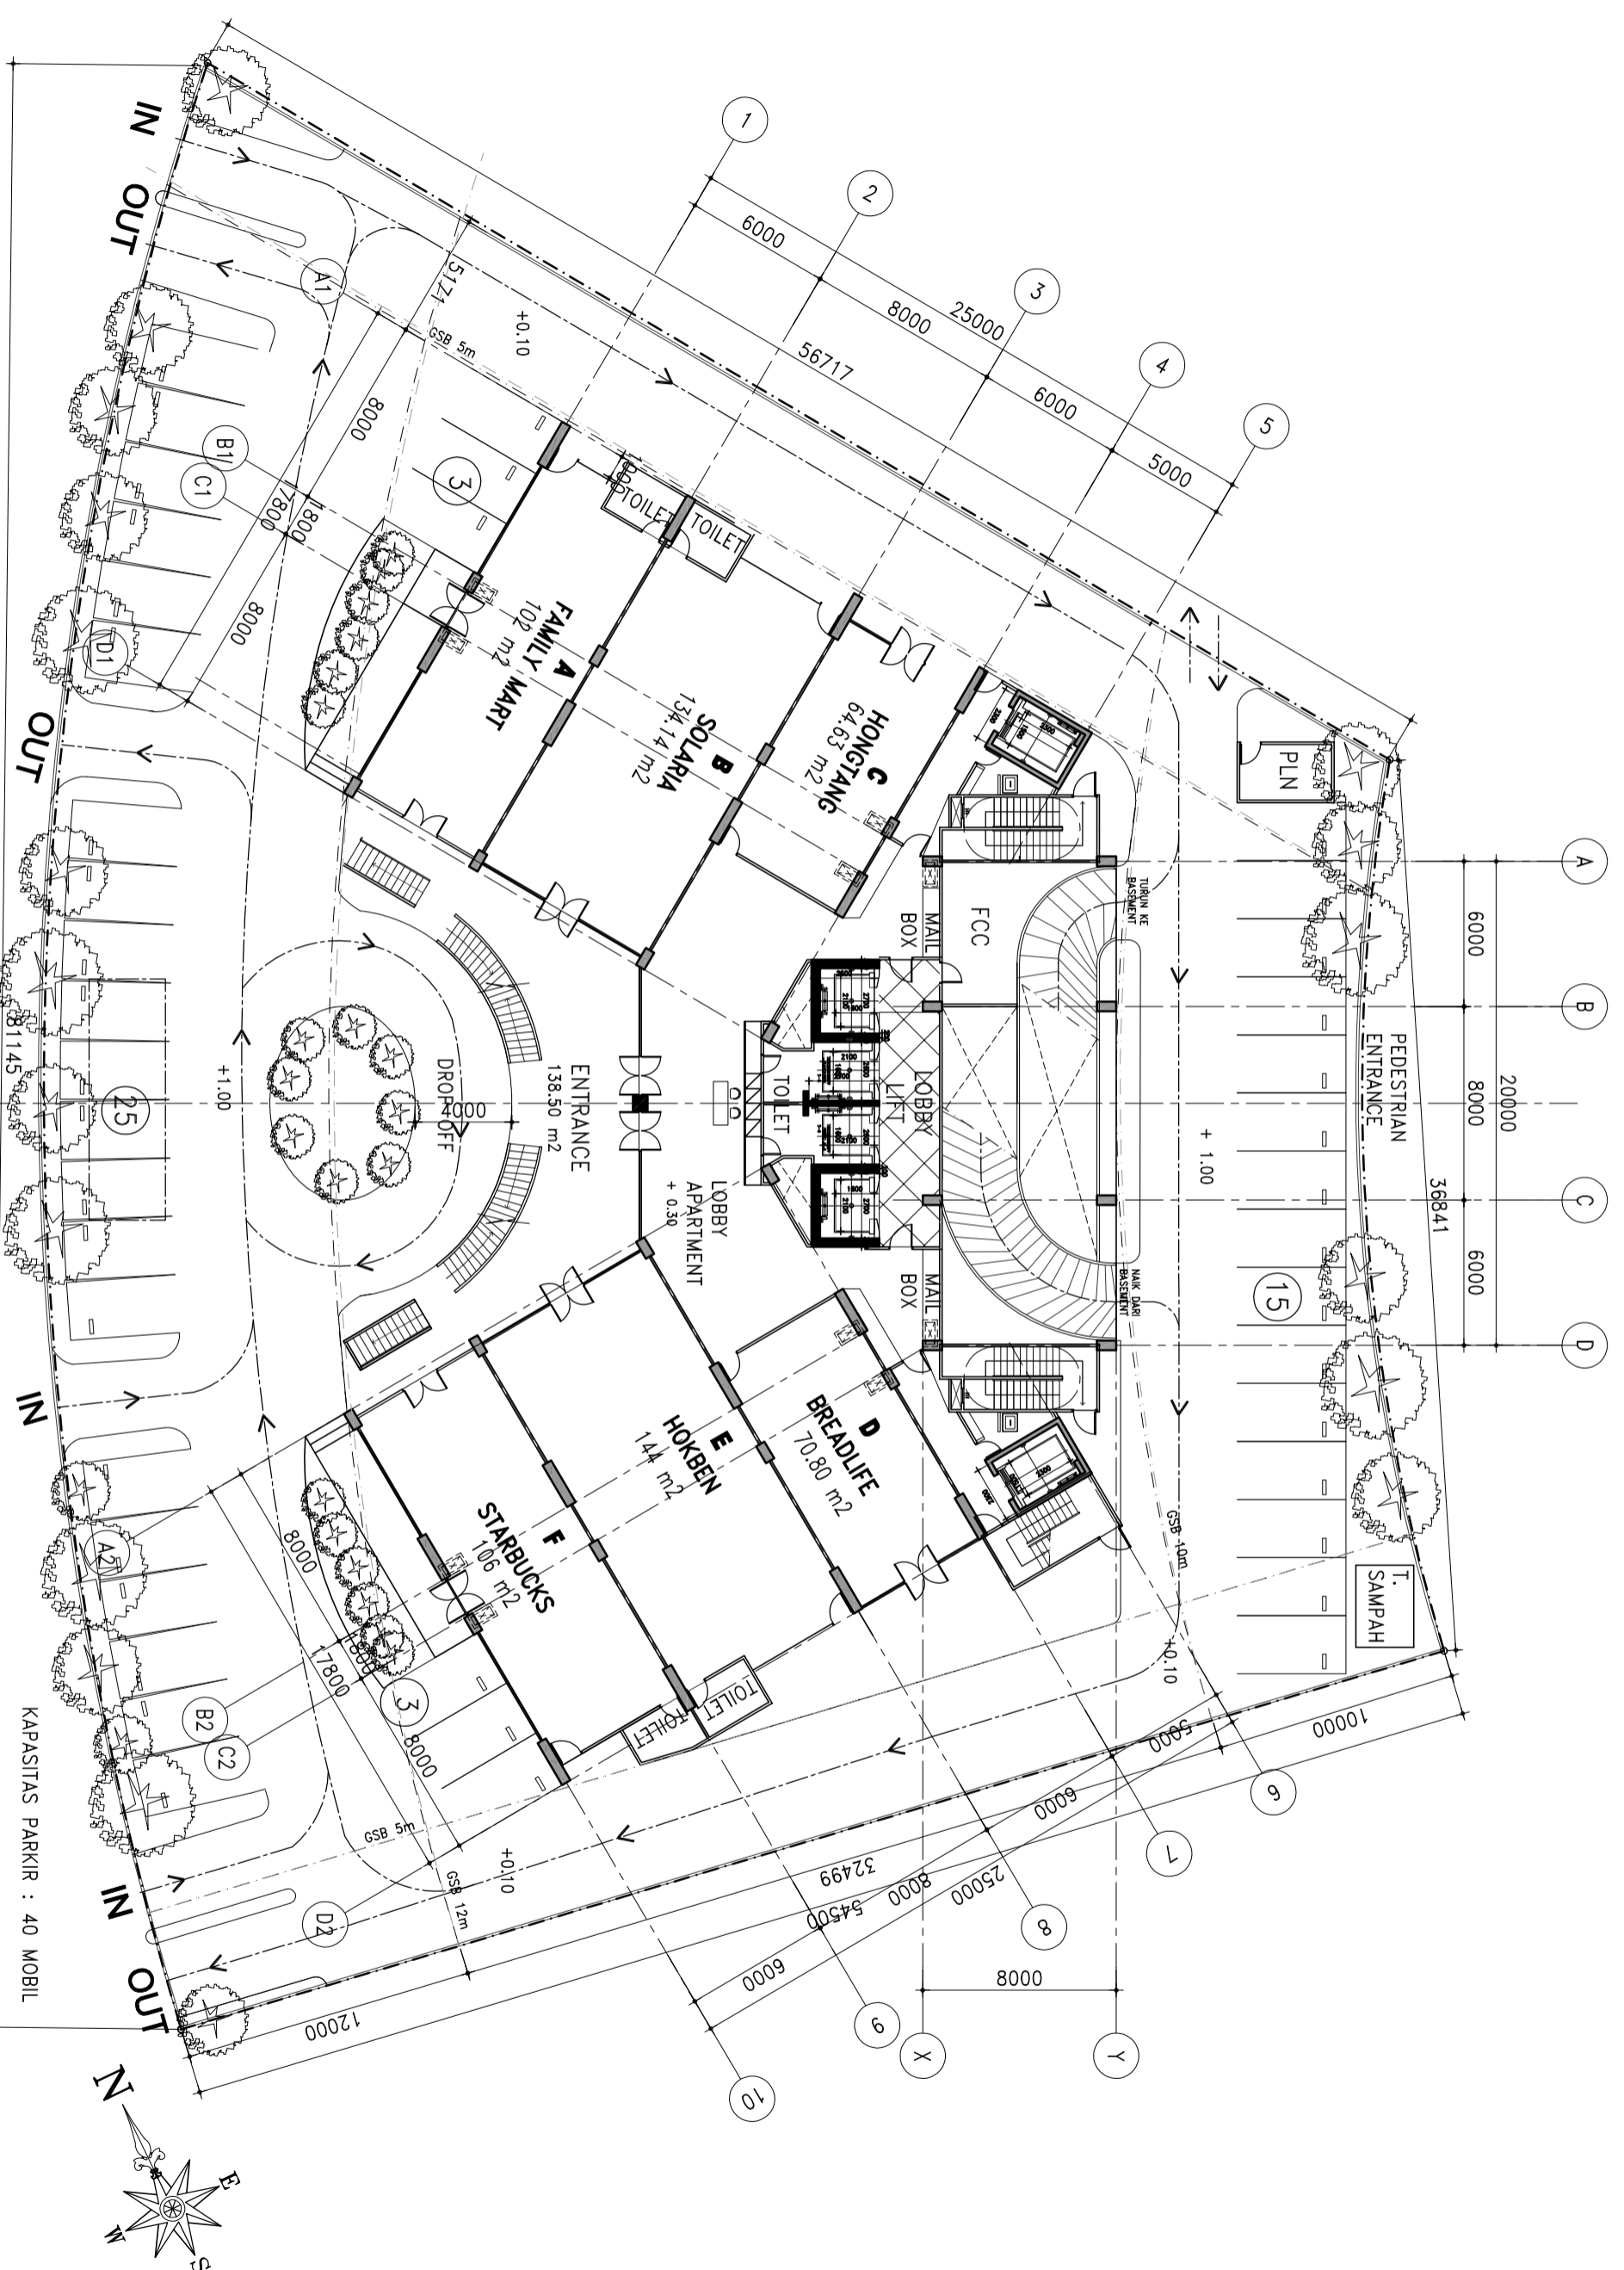 IN
OUT
OUT
IN
IN
OUT
1
2
3
4
5
6000
8000
6000
5000
25000
56717
5171
GSB 5m
+0.10
A1
B1
C1
D1
8000
1800
8000
17800
3
TOILET
TOILET
A
FAMILY MART
102 m2
B
SOLARIA
134.14 m2
C
HONGTANG
64.63 m2
PLN
TURUN KE
BASEMENT
FCC
MAIL
BOX
LOBBY
LIFT
TOILET
MAIL
BOX
NAIK DARI
BASEMENT
ENTRANCE
138.50 m2
DROP OFF
4000
+1.00
25
LOBBY
APARTMENT
+ 0.30
PEDESTRIAN
ENTRANCE
+ 1.00
15
A
B
C
D
6000
8000
6000
20000
36841
81145
D
BREADLIFE
70.80 m2
E
HOKBEN
144 m2
F
STARBUCKS
106 m2
TOILET
TOILET
GSB 10m
T.
SAMPAH
+0.10
A2
B2
C2
D2
8000
1800
8000
17800
3
GSB 5m
GSB 12m
+0.10
6
7
8
9
10
5000
6000
8000
6000
25000
10000
32499
54500
12000
8000
X
Y
KAPASITAS PARKIR : 40 MOBIL
N
E
W
S